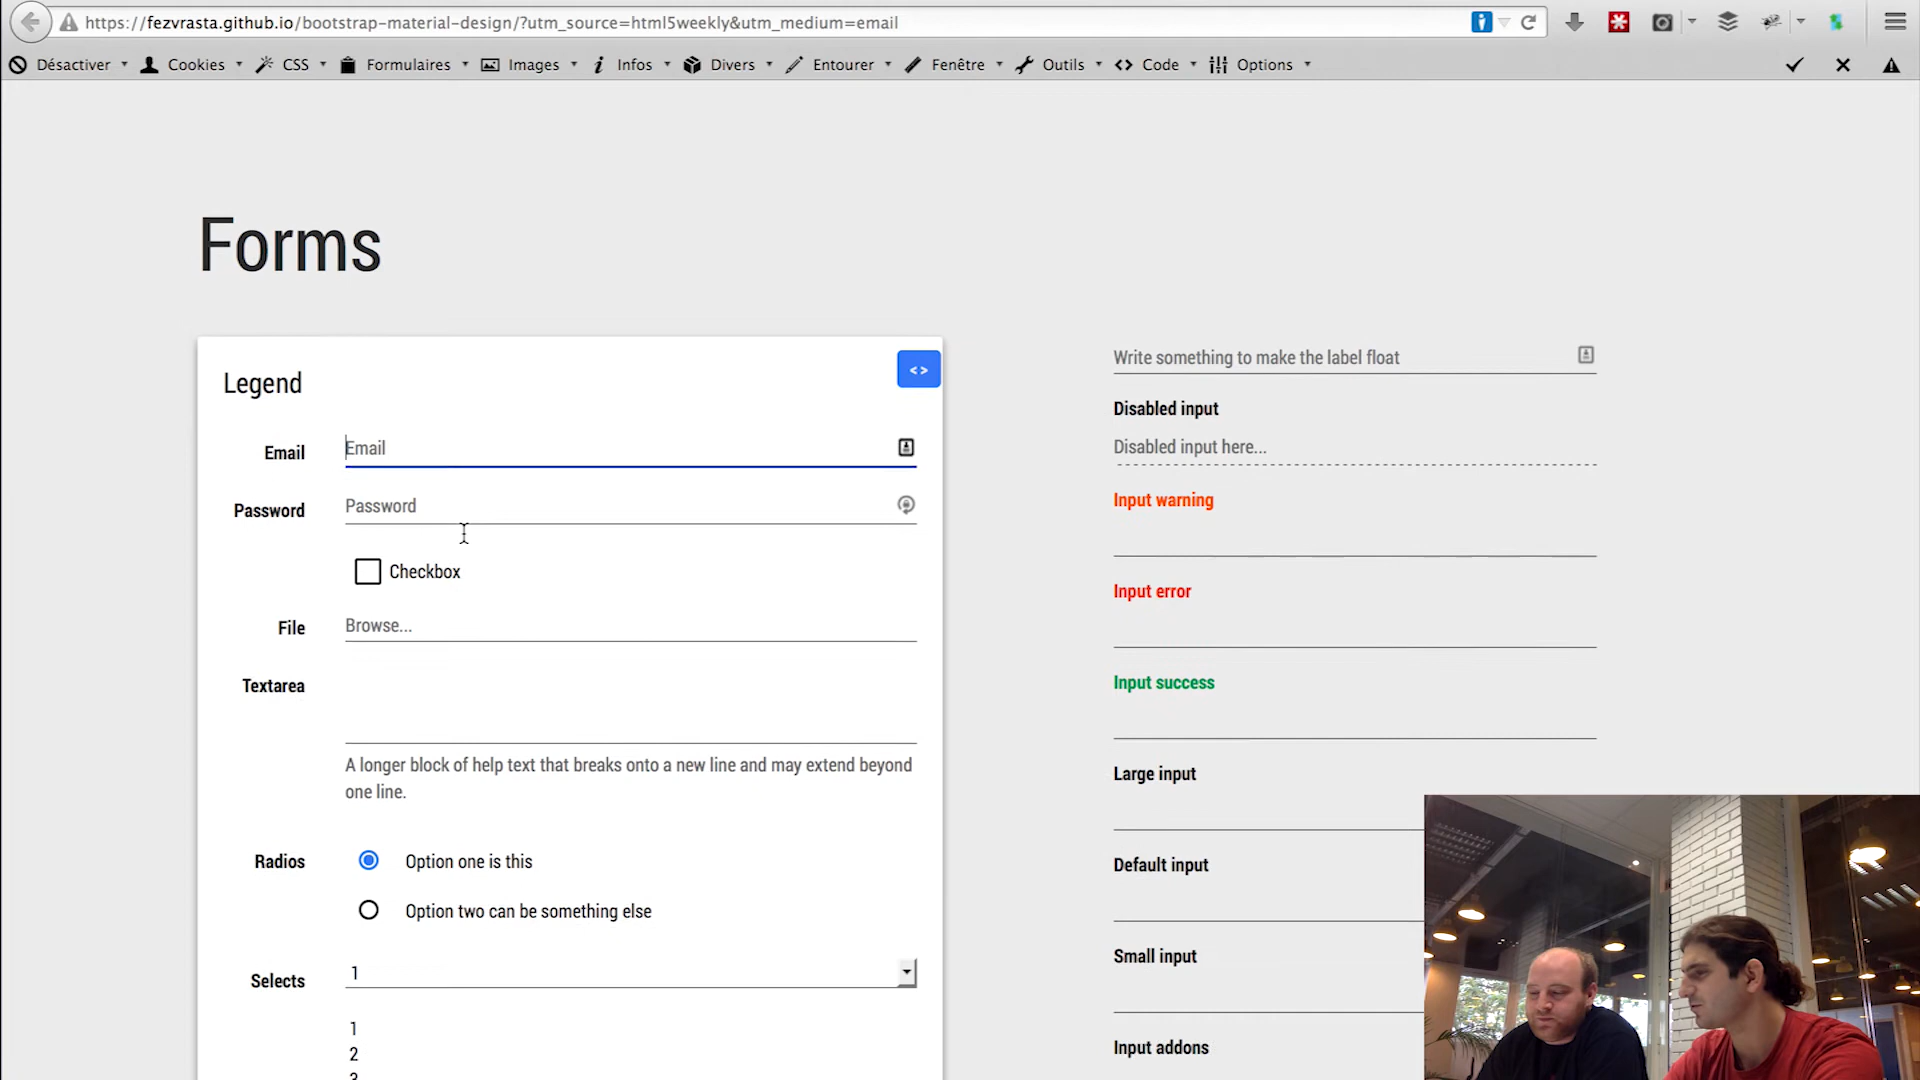 https://fezvrasta.github.io/bootstrap-material-design/?utm_source=html5weekly&utm_medium=email
Désactiver Cookies CSS Formulaires Images Infos Divers Entourer Fenêtre Outils Code Options
Forms
Legend
<>
Email Email
Password Password
Checkbox
File Browse...
Textarea
A longer block of help text that breaks onto a new line and may extend beyond
one line.
Radios Option one is this
Option two can be something else
Selects 1
1
2
3
Write something to make the label float
Disabled input
Disabled input here...
Input warning
Input error
Input success
Large input
Default input
Small input
Input addons